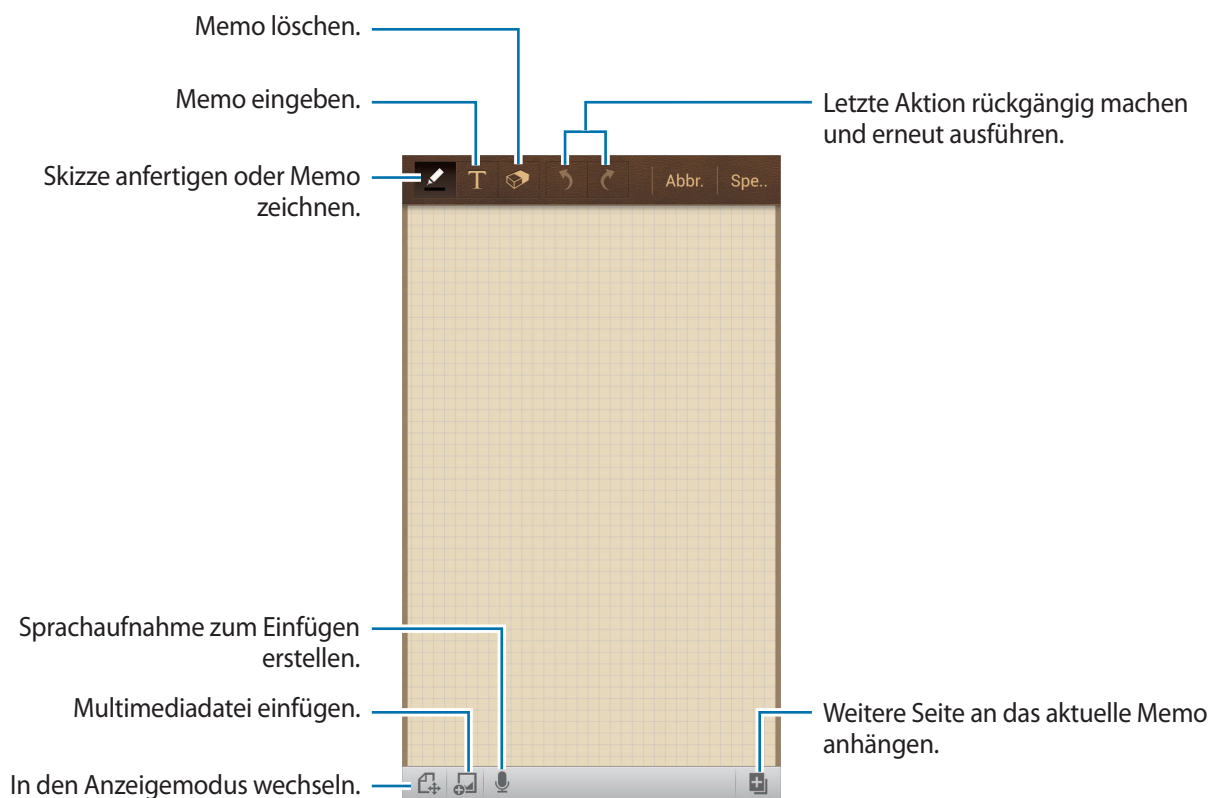 Memo löschen.
Memo eingeben.
Letzte Aktion rückgängig machen
und erneut ausführen.
Skizze anfertigen oder Memo
zeichnen.
T
Abbr.
Spe..
Sprachaufnahme zum Einfügen
erstellen.
Multimediadatei einfügen.
Weitere Seite an das aktuelle Memo
anhängen.
In den Anzeigemodus wechseln.